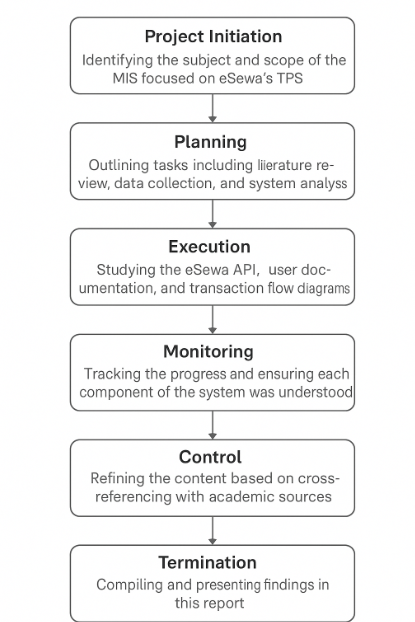 Project Initiation
Identifying the subject and scope of the
MIS focused on eSewa's TPS
Planning
Outlining tasks including liierature re-
view, data collection, and system analyss
Execution
Studying the eSewa API, user doc-
umentation, and transaction flow diagrams
Monitoring
Tracking the progress and ensuring each
component of the system was understood
Control
Refining the content based on cross-
referencing with academic sources
Termination
Compiling and presenting findings in
this report